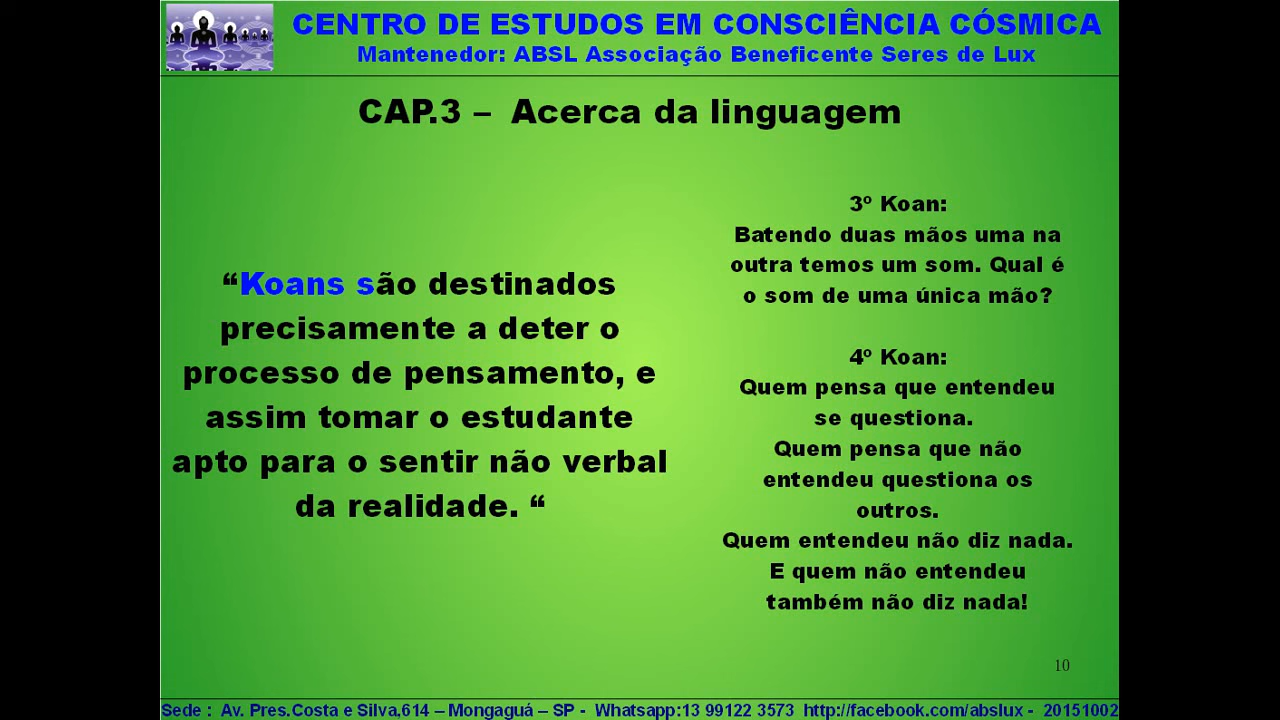 CENTRO DE ESTUDOS EM CONSCIÊNCIA CÓSMICA
Mantenedor: ABSL Associação Beneficente Seres de Lux
CAP.3 – Acerca da linguagem
“Koans são destinados
precisamente a deter o
processo de pensamento, e
assim tomar o estudante
apto para o sentir não verbal
da realidade. “
3º Koan:
Batendo duas mãos uma na
outra temos um som. Qual é
o som de uma única mão?
4º Koan:
Quem pensa que entendeu
se questiona.
Quem pensa que não
entendeu questiona os
outros.
Quem entendeu não diz nada.
E quem não entendeu
também não diz nada!
10
Sede : Av. Pres.Costa e Silva,614 – Mongaguá – SP - Whatsapp:13 99122 3573 http://facebook.com/abslux - 20151002